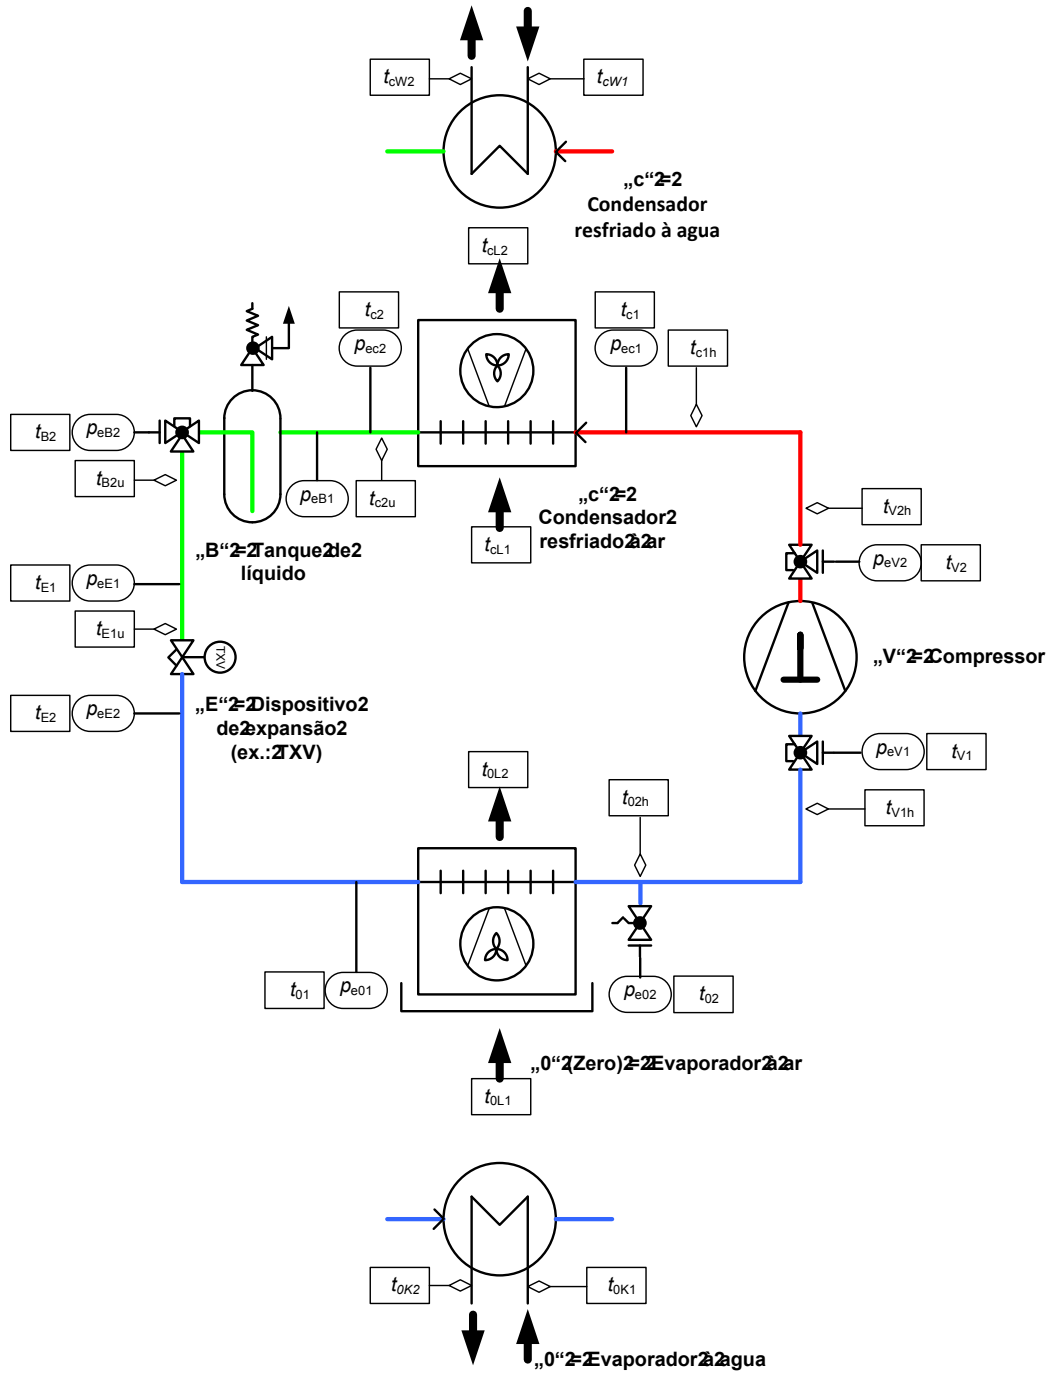 tcW2
tcW1
„c“2=2
Condensador
resfriado à agua
tcL2
tc2
pec2
tc1
pec1
tc1h
tB2
peB2
tB2u
peB1
tc2u
„c“2=2
Condensador2
resfriado2à2ar
tcL1
tV2h
„B“2=2Tanque2de2
líquido
peV2
tV2
tE1
peE1
tE1u
TXV
„V“2=2Compressor
tE2
peE2
„E“2=2Dispositivo2
de2expansão2
(ex.:2TXV)
peV1
tV1
t0L2
t02h
tV1h
t01
pe01
pe02
t02
„0“2(Zero)2=2Evaporador2à2ar
t0L1
t0K2
t0K1
„0“2=2Evaporador2à2agua